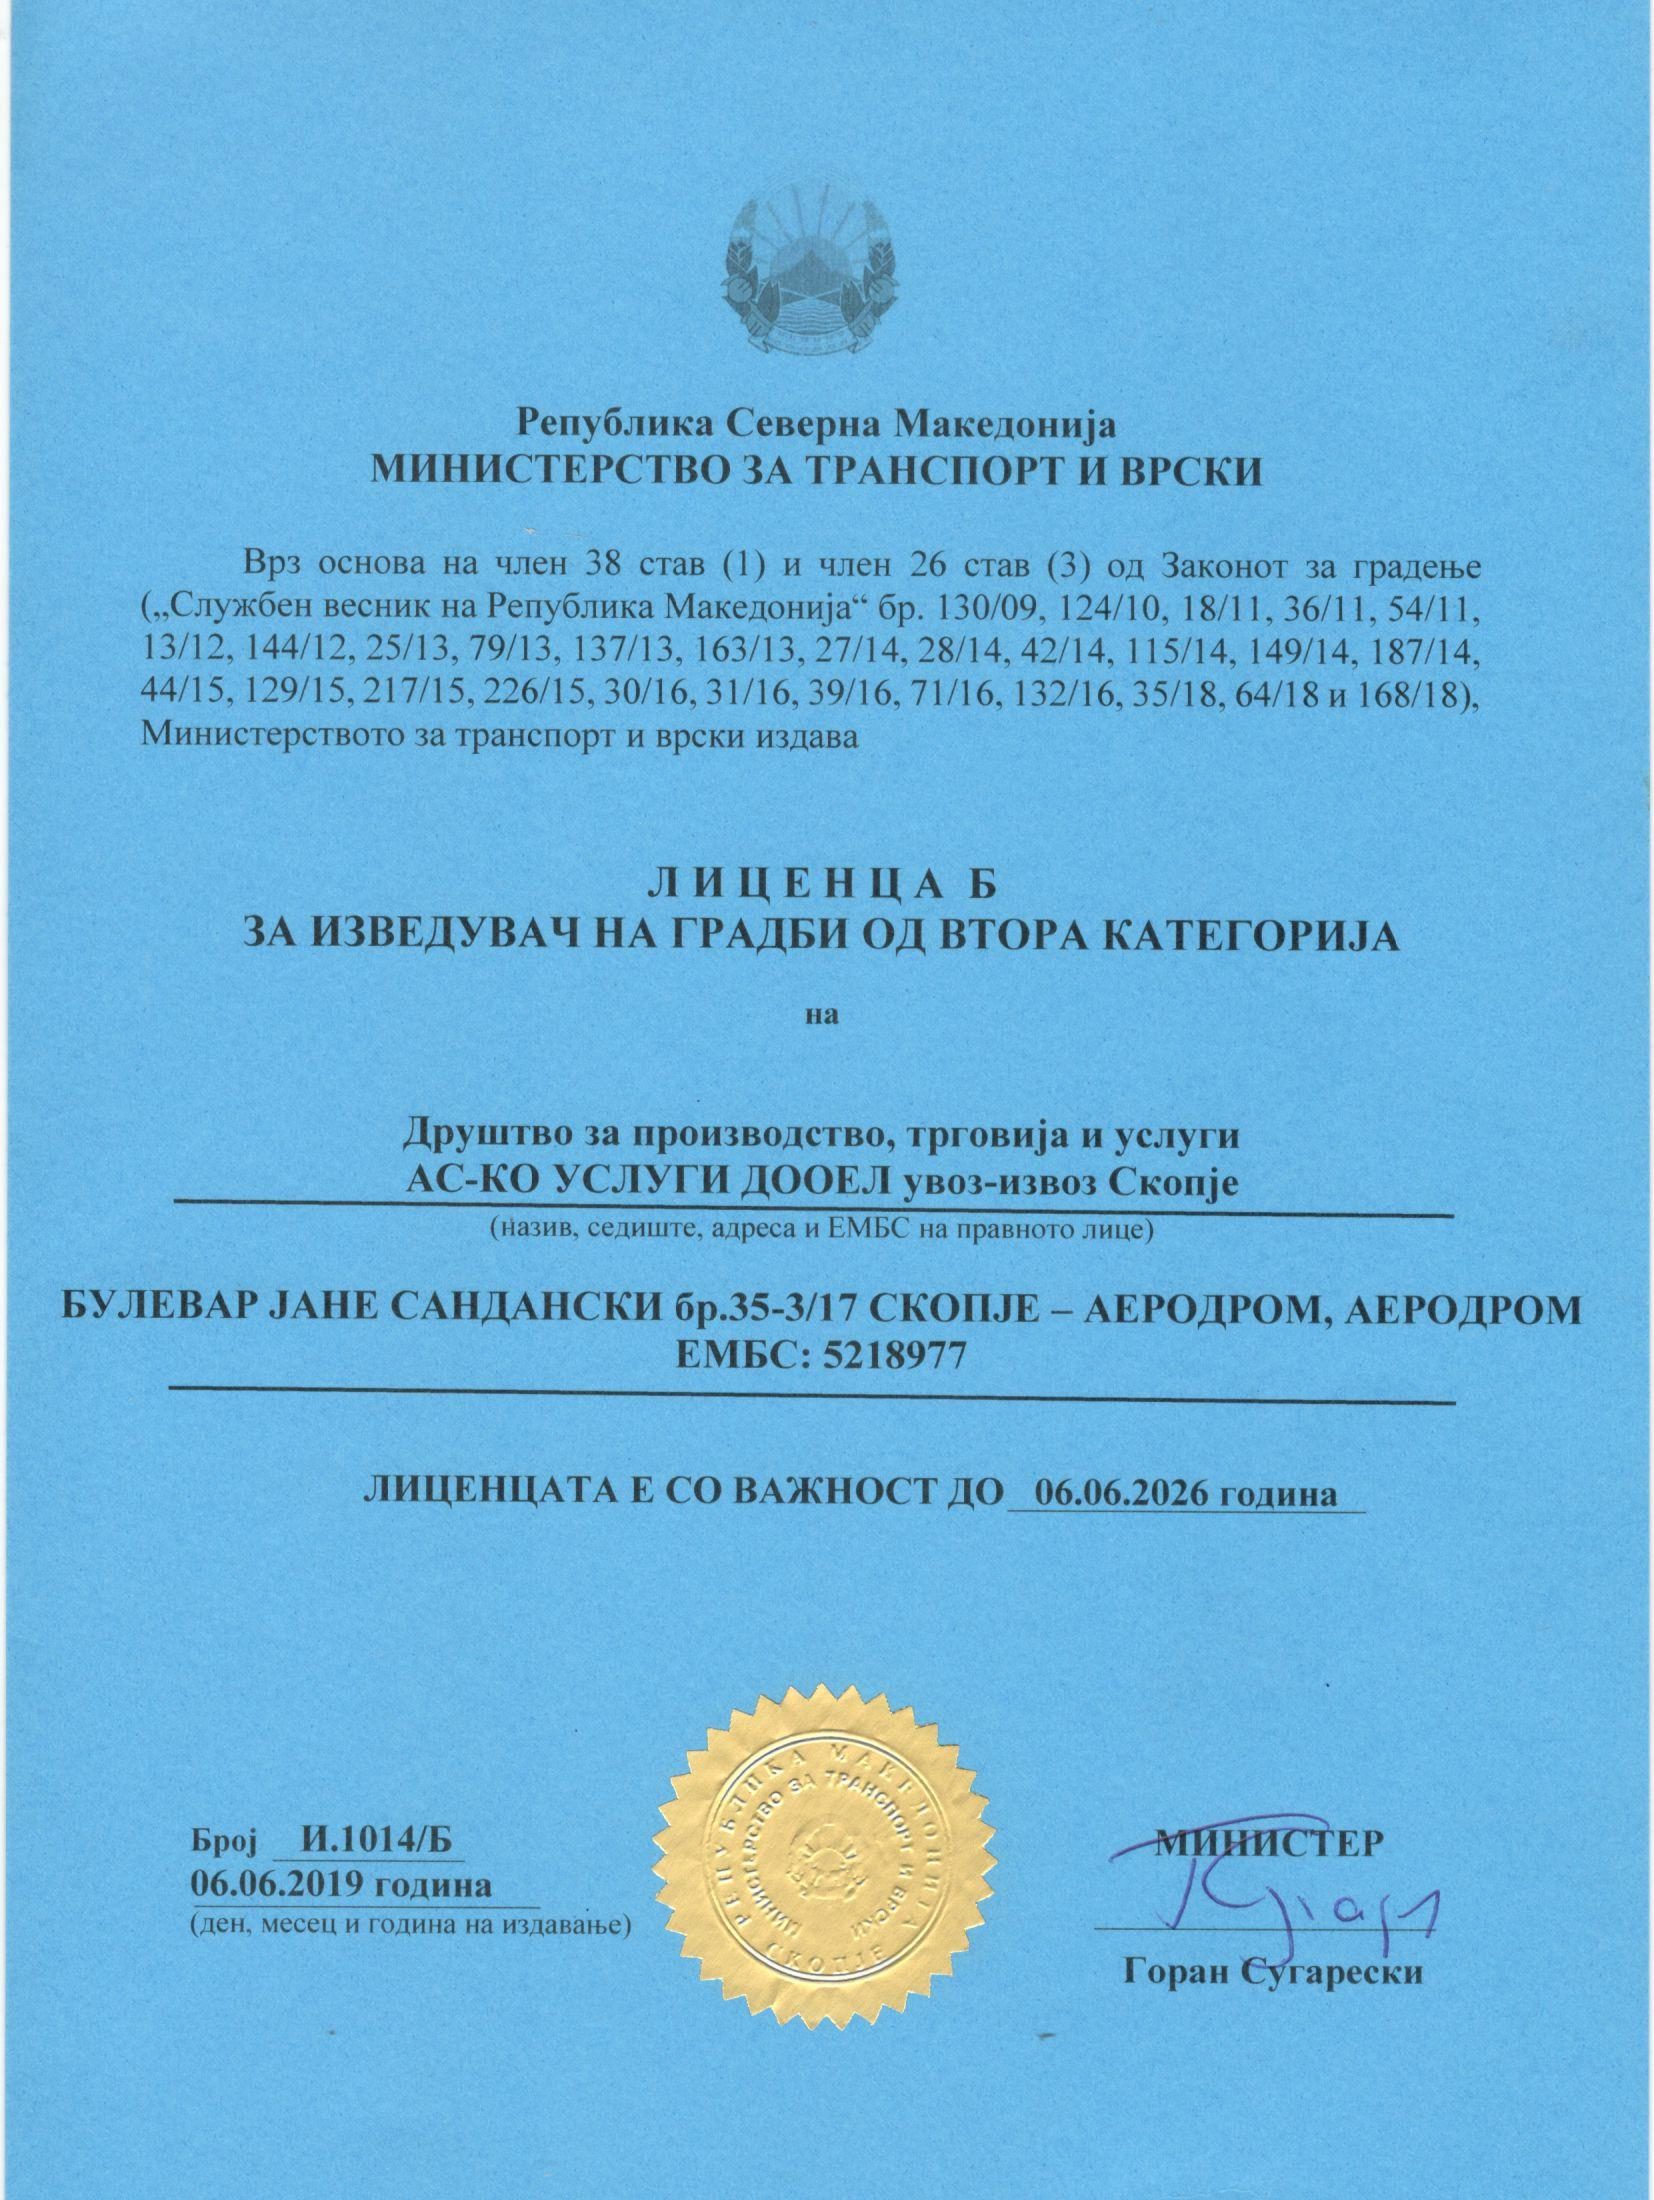 Република Северна Македонија
МИНИСТЕРСТВО ЗА ТРАНСПОРТ И ВРСКИ
Врз основа на член 38 став (1) и член 26 став (3) од Законот за градење
(„Службен весник на Република Македонија“ бр. 130/09, 124/10, 18/11, 36/11, 54/11,
13/12, 144/12, 25/13, 79/13, 137/13, 163/13, 27/14, 28/14, 42/14, 115/14, 149/14, 187/14,
44/15, 129/15, 217/15, 226/15, 30/16, 31/16, 39/16, 71/16, 132/16, 35/18, 64/18 и 168/18),
Министерството за транспорт и врски издава
Л И Ц Е Н Ц А Б
ЗА ИЗВЕДУВАЧ НА ГРАДБИ ОД ВТОРА КАТЕГОРИЈА
на
Друштво за производство, трговија и услуги
АС-КО УСЛУГИ ДООЕЛ увоз-извоз Скопје
(назив, седиште, адреса и ЕМБС на правното лице)
БУЛЕВАР ЈАНЕ САНДАНСКИ бр.35-3/17 СКОПЈЕ – АЕРОДРОМ, АЕРОДРОМ
ЕМБС: 5218977
ЛИЦЕНЦАТА Е СО ВАЖНОСТ ДО 06.06.2026 година
Број И.1014/Б
06.06.2019 година
(ден, месец и година на издавање)
РЕПУБЛИКА МАКЕДОНИЈА
МИНИСТЕРСТВО ЗА ТРАНСПОРТ И ВРСКИ
СКОПЈЕ
МИНИСТЕР
Горан Сугарески